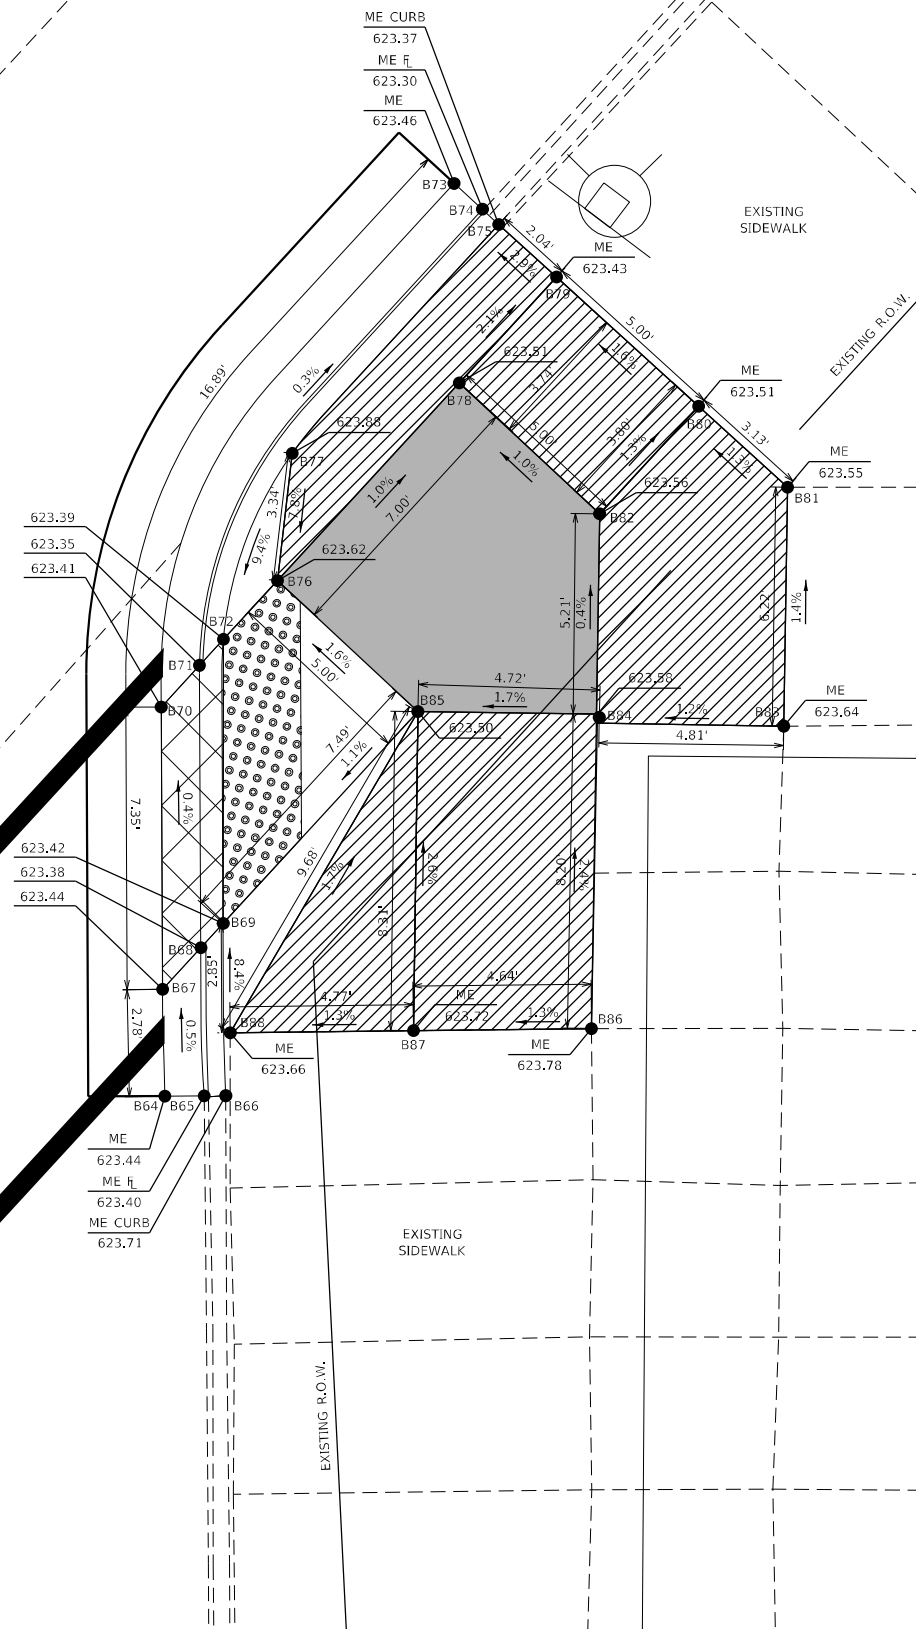 ME CURB
623.37
ME FL
623.30
ME
623.46
B73
B74
B75
2.04'
2.9%
ME
623.43
B79
EXISTING
SIDEWALK
EXISTING R.O.W.
5.00'
1.6%
2.1%
623.51
B78
3.74'
5.00'
1.0%
3.80'
1.3%
ME
623.51
B80
3.13'
1.3%
ME
623.55
B81
16.89'
0.3%
623.88
B77
3.34'
7.8%
9.4%
1.0%
7.00'
623.56
B82
623.39
623.35
623.41
623.62
B76
5.21'
0.4%
6.22'
1.4%
B72
B71
B70
1.6%
5.00'
4.72'
1.7%
B85
623.50
623.58
B84
1.2%
4.81'
B83
ME
623.64
7.49'
1.1%
7.35'
0.4%
623.42
623.38
623.44
9.68'
1.7%
2.6%
8.31'
8.20
2.4%
B69
B68
B67
2.85'
8.4%
2.78'
0.5%
4.77'
1.3%
4.64'
ME
623.72
1.3%
B88
B87
B86
ME
623.66
ME
623.78
B64
B65
B66
ME
623.44
ME FL
623.40
ME CURB
623.71
EXISTING
SIDEWALK
EXISTING R.O.W.